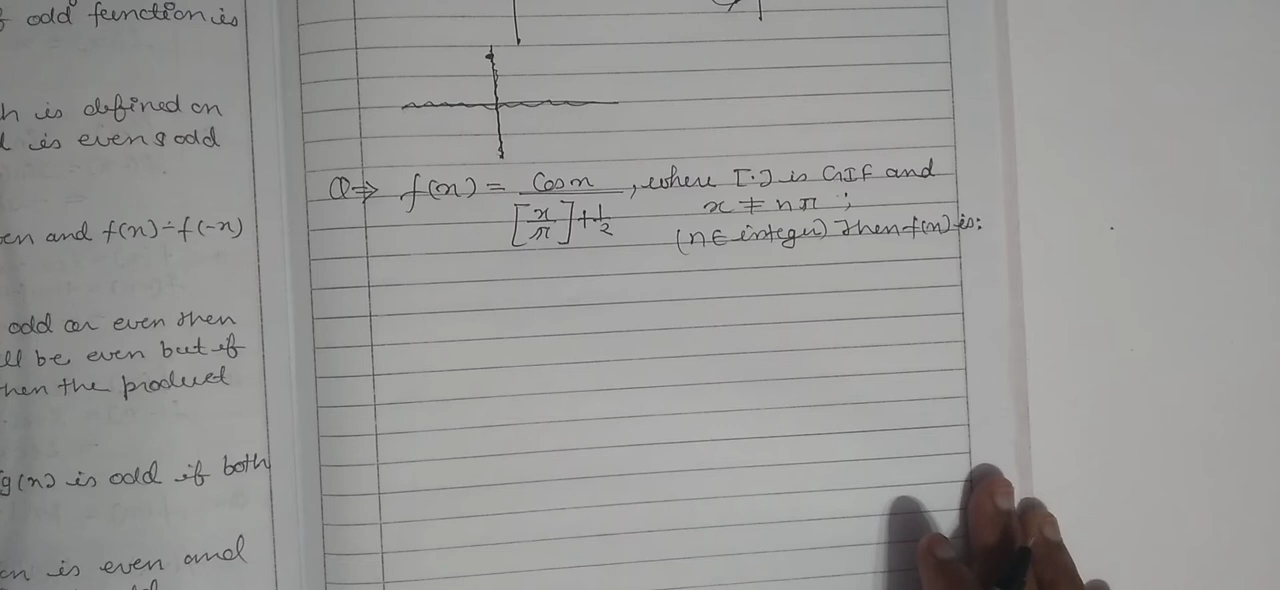 odd function is
h is defined on
is even & odd
en and f(x) ÷ f(-x)
odd or even then
ll be even but if
then the product
g(x) is odd if both
on is even and
Q⇒ f(x) = Cos x / [x/π] + 1/2 , where [.] is GIF and
x ≠ nπ ;
(n ∈ integer) Then f(x) is: